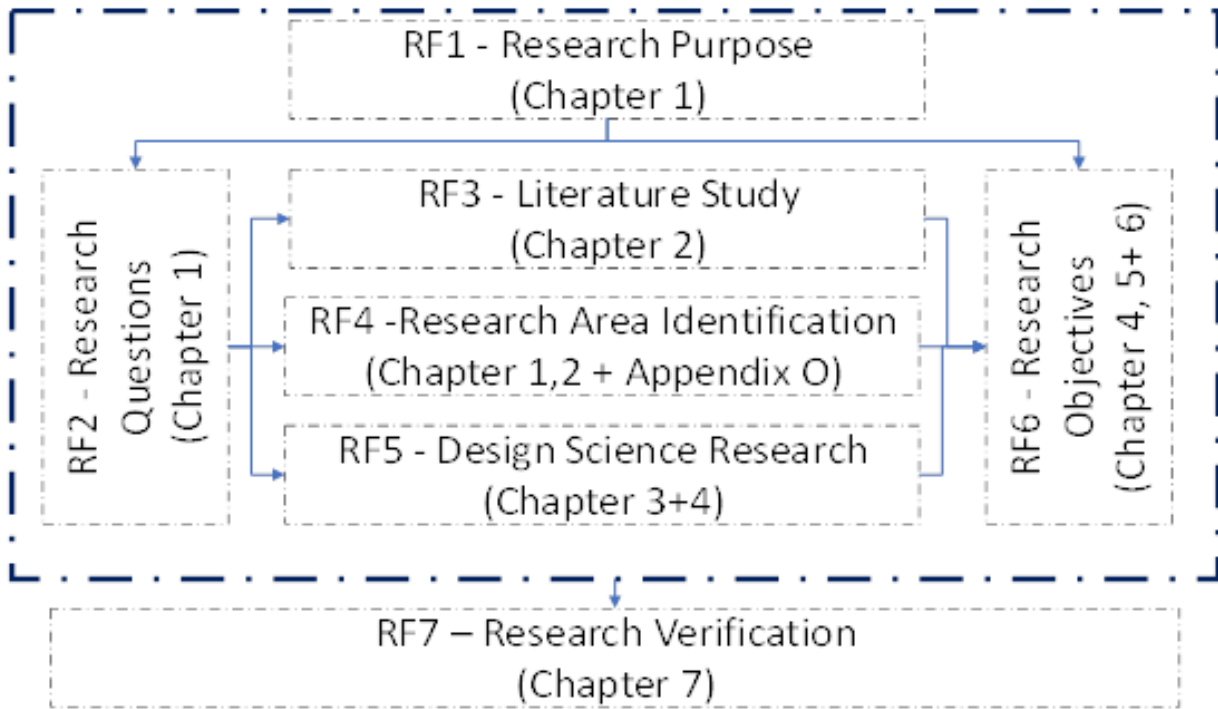 RF1 - Research Purpose
(Chapter 1)
RF2 - Research
Questions
(Chapter 1)
RF3 - Literature Study
(Chapter 2)
RF4 -Research Area Identification
(Chapter 1,2 + Appendix O)
RF5 - Design Science Research
(Chapter 3+4)
RF6 - Research
Objectives
(Chapter 4, 5+ 6)
RF7 – Research Verification
(Chapter 7)